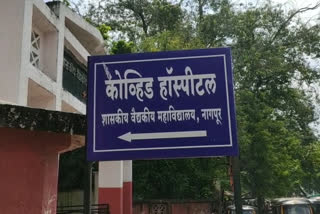 कोव्हिड हॉस्पीटल
शासकीय वैद्यकीय महाविद्यालय, नागपूर